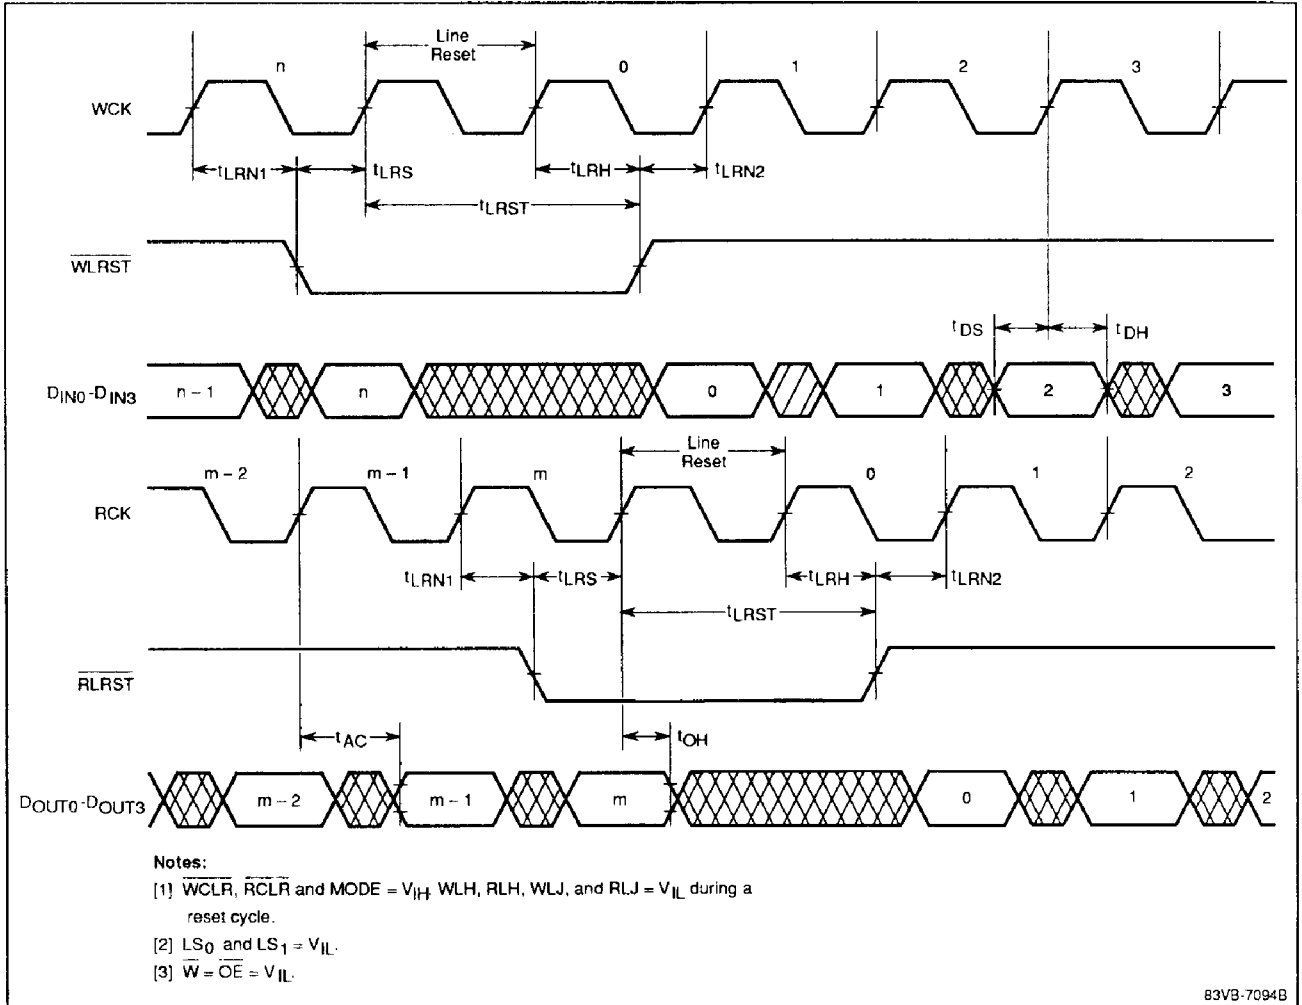 Line
Reset
n 0 1 2 3
WCK
tLRN1 tLRS tLRH tLRN2
tLRST
WLRST
tDS tDH
DIN0-DIN3 n-1 n 0 1 2 3
Line
Reset
m-2 m-1 m 0 1 2
RCK
tLRN1 tLRS tLRH tLRN2
tLRST
RLRST
tAC tOH
DOUT0-DOUT3 m-2 m-1 m 0 1 2
Notes:
[1] WCLR, RCLR and MODE = VIH. WLH, RLH, WLJ, and RLJ = VIL during a
reset cycle.
[2] LS0 and LS1 = VIL.
[3] W = OE = VIL.
83VB-7094B